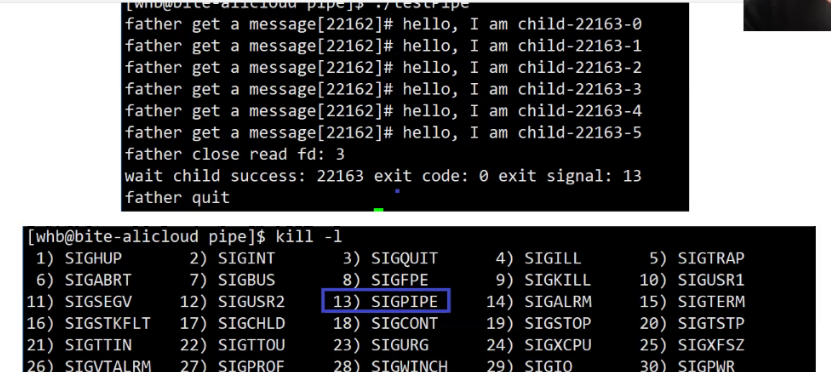 [whb@bite-alicloud pipe]$ ./testPipe
father get a message[22162]# hello, I am child-22163-0
father get a message[22162]# hello, I am child-22163-1
father get a message[22162]# hello, I am child-22163-2
father get a message[22162]# hello, I am child-22163-3
father get a message[22162]# hello, I am child-22163-4
father get a message[22162]# hello, I am child-22163-5
father close read fd: 3
wait child success: 22163 exit code: 0 exit signal: 13
father quit
[whb@bite-alicloud pipe]$ kill -l
1) SIGHUP 2) SIGINT 3) SIGQUIT 4) SIGILL 5) SIGTRAP
6) SIGABRT 7) SIGBUS 8) SIGFPE 9) SIGKILL 10) SIGUSR1
11) SIGSEGV 12) SIGUSR2 13) SIGPIPE 14) SIGALRM 15) SIGTERM
16) SIGSTKFLT 17) SIGCHLD 18) SIGCONT 19) SIGSTOP 20) SIGTSTP
21) SIGTTIN 22) SIGTTOU 23) SIGURG 24) SIGXCPU 25) SIGXFSZ
26) SIGVTALRM 27) SIGPROF 28) SIGWINCH 29) SIGIO 30) SIGPWR